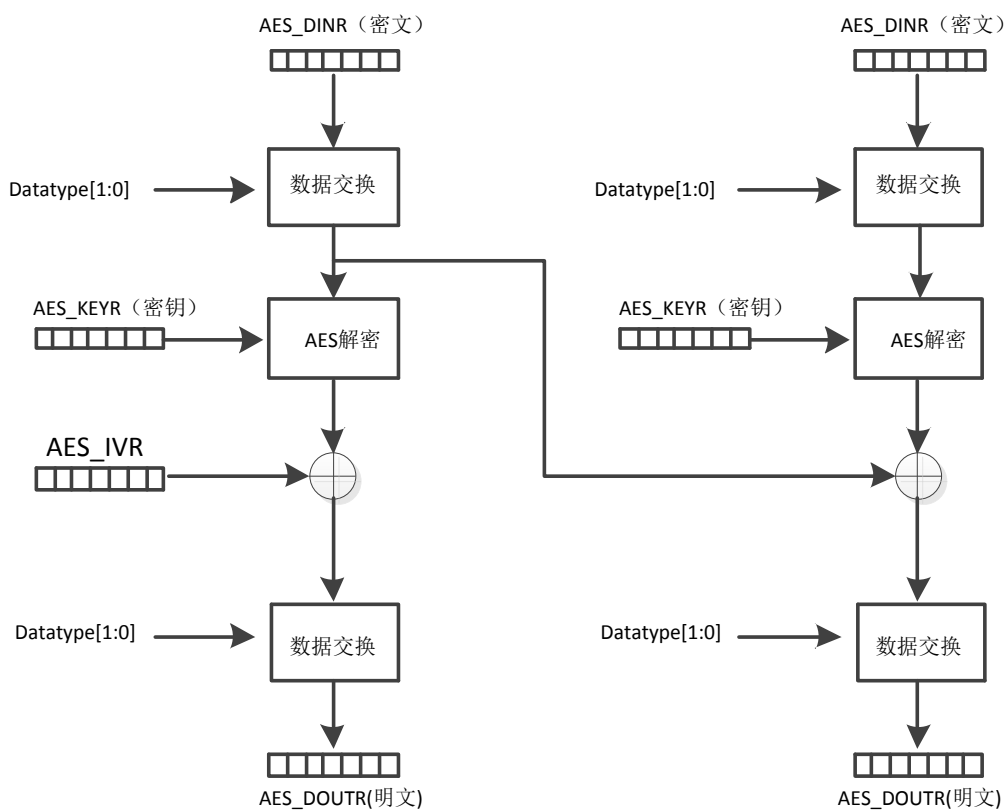 AES_DINR（密文）
AES_DINR（密文）
数据交换
数据交换
Datatype[1:0]
Datatype[1:0]
AES_KEYR（密钥）
AES_KEYR（密钥）
AES解密
AES解密
AES_IVR
Datatype[1:0]
Datatype[1:0]
数据交换
数据交换
AES_DOUTR(明文)
AES_DOUTR(明文)